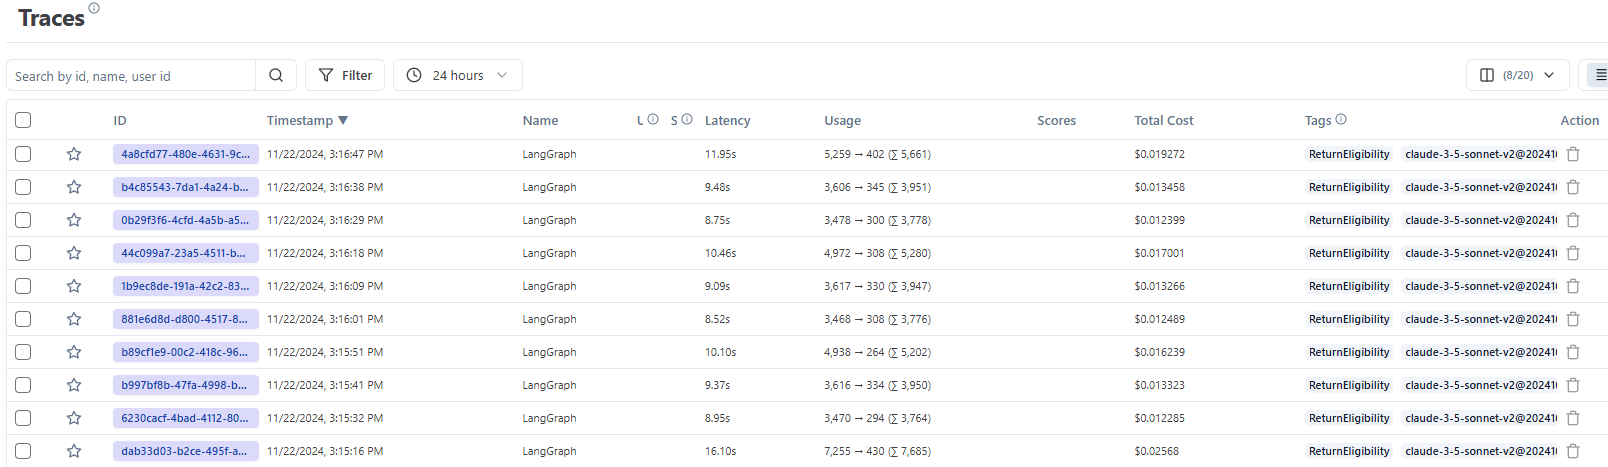 Traces
Search by id, name, user id Filter 24 hours (8/20)
ID Timestamp ▼ Name U S Latency Usage Scores Total Cost Tags Action
4a8cfd77-480e-4631-9c... 11/22/2024, 3:16:47 PM LangGraph 11.95s 5,259 → 402 (∑ 5,661) $0.019272 ReturnEligibility claude-3-5-sonnet-v2@202410
b4c85543-7da1-4a24-b... 11/22/2024, 3:16:38 PM LangGraph 9.48s 3,606 → 345 (∑ 3,951) $0.013458 ReturnEligibility claude-3-5-sonnet-v2@202410
0b29f3f6-4cfd-4a5b-a5... 11/22/2024, 3:16:29 PM LangGraph 8.75s 3,478 → 300 (∑ 3,778) $0.012399 ReturnEligibility claude-3-5-sonnet-v2@202410
44c099a7-23a5-4511-b... 11/22/2024, 3:16:18 PM LangGraph 10.46s 4,972 → 308 (∑ 5,280) $0.017001 ReturnEligibility claude-3-5-sonnet-v2@202410
1b9ec8de-191a-42c2-83... 11/22/2024, 3:16:09 PM LangGraph 9.09s 3,617 → 330 (∑ 3,947) $0.013266 ReturnEligibility claude-3-5-sonnet-v2@202410
881e6d8d-d800-4517-8... 11/22/2024, 3:16:01 PM LangGraph 8.52s 3,468 → 308 (∑ 3,776) $0.012489 ReturnEligibility claude-3-5-sonnet-v2@202410
b89cf1e9-00c2-418c-96... 11/22/2024, 3:15:51 PM LangGraph 10.10s 4,938 → 264 (∑ 5,202) $0.016239 ReturnEligibility claude-3-5-sonnet-v2@202410
b997bf8b-47fa-4998-b... 11/22/2024, 3:15:41 PM LangGraph 9.37s 3,616 → 334 (∑ 3,950) $0.013323 ReturnEligibility claude-3-5-sonnet-v2@202410
6230cacf-4bad-4112-80... 11/22/2024, 3:15:32 PM LangGraph 8.95s 3,470 → 294 (∑ 3,764) $0.012285 ReturnEligibility claude-3-5-sonnet-v2@202410
dab33d03-b2ce-495f-a... 11/22/2024, 3:15:16 PM LangGraph 16.10s 7,255 → 430 (∑ 7,685) $0.02568 ReturnEligibility claude-3-5-sonnet-v2@202410